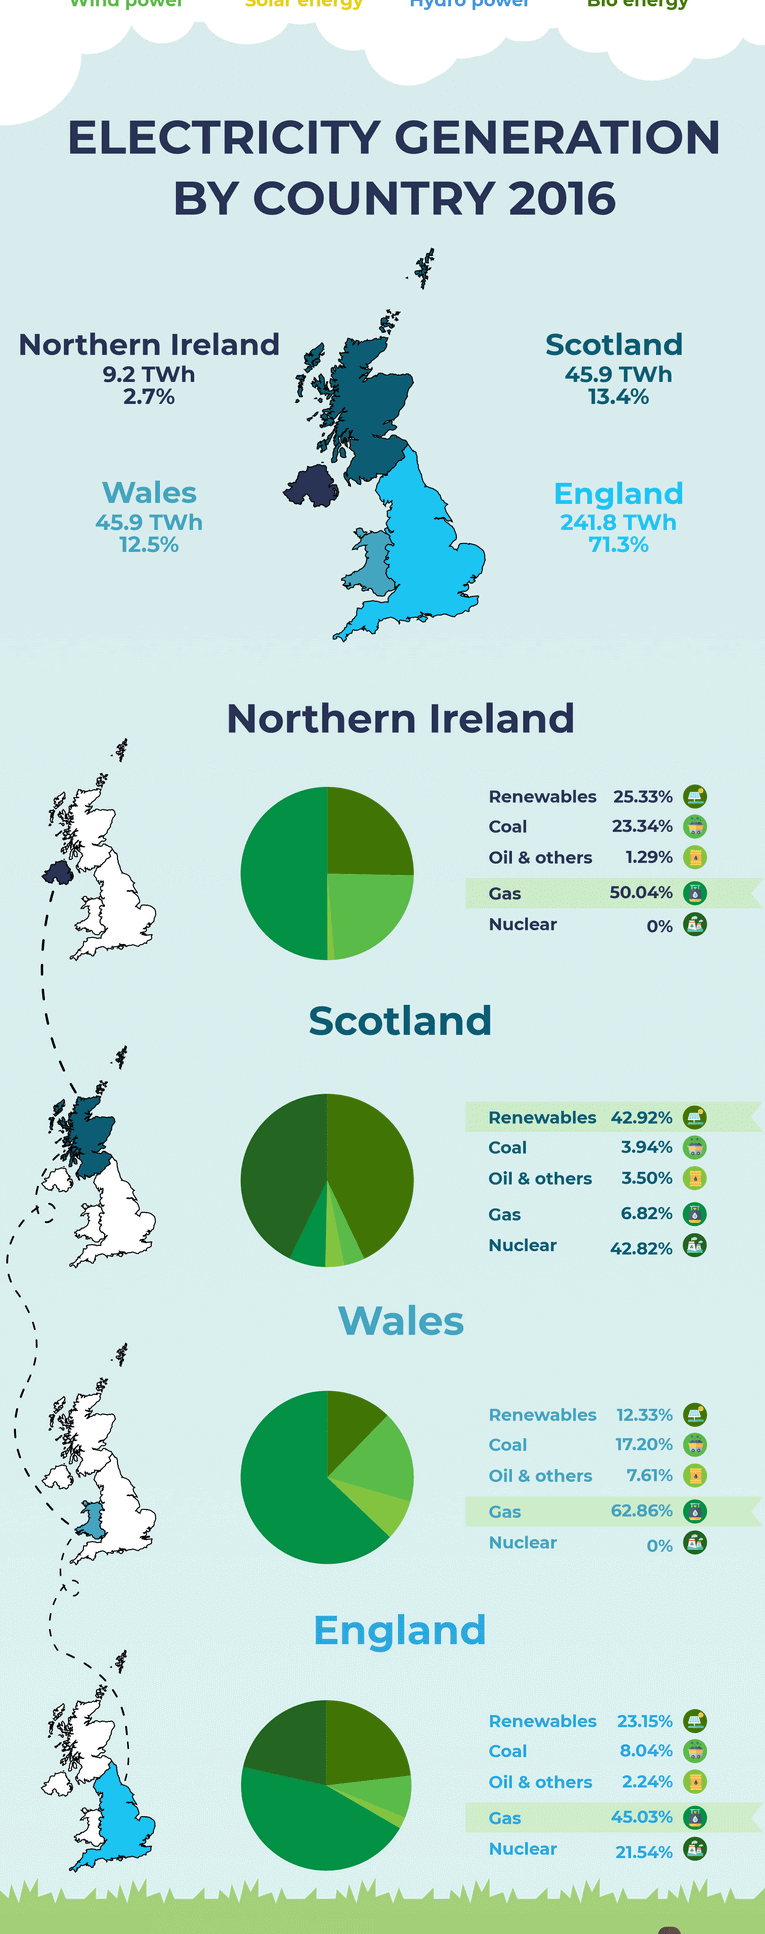 Wind power Solar energy Hydro power Bio energy
ELECTRICITY GENERATION
BY COUNTRY 2016
Northern Ireland
9.2 TWh
2.7%
Scotland
45.9 TWh
13.4%
Wales
45.9 TWh
12.5%
England
241.8 TWh
71.3%
Northern Ireland
Renewables 25.33%
Coal 23.34%
Oil & others 1.29%
Gas 50.04%
Nuclear 0%
Scotland
Renewables 42.92%
Coal 3.94%
Oil & others 3.50%
Gas 6.82%
Nuclear 42.82%
Wales
Renewables 12.33%
Coal 17.20%
Oil & others 7.61%
Gas 62.86%
Nuclear 0%
England
Renewables 23.15%
Coal 8.04%
Oil & others 2.24%
Gas 45.03%
Nuclear 21.54%